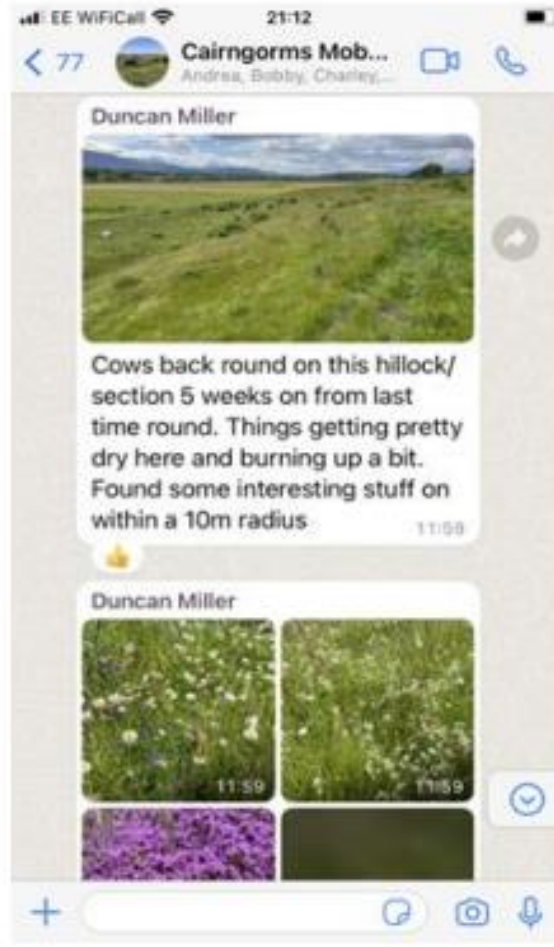 EE WiFiCall 21:12
77 Cairngorms Mob...
Andrea, Bobby, Charley,...
Duncan Miller
Cows back round on this hillock/
section 5 weeks on from last
time round. Things getting pretty
dry here and burning up a bit.
Found some interesting stuff on
within a 10m radius
11:59
Duncan Miller
11:59 11:59